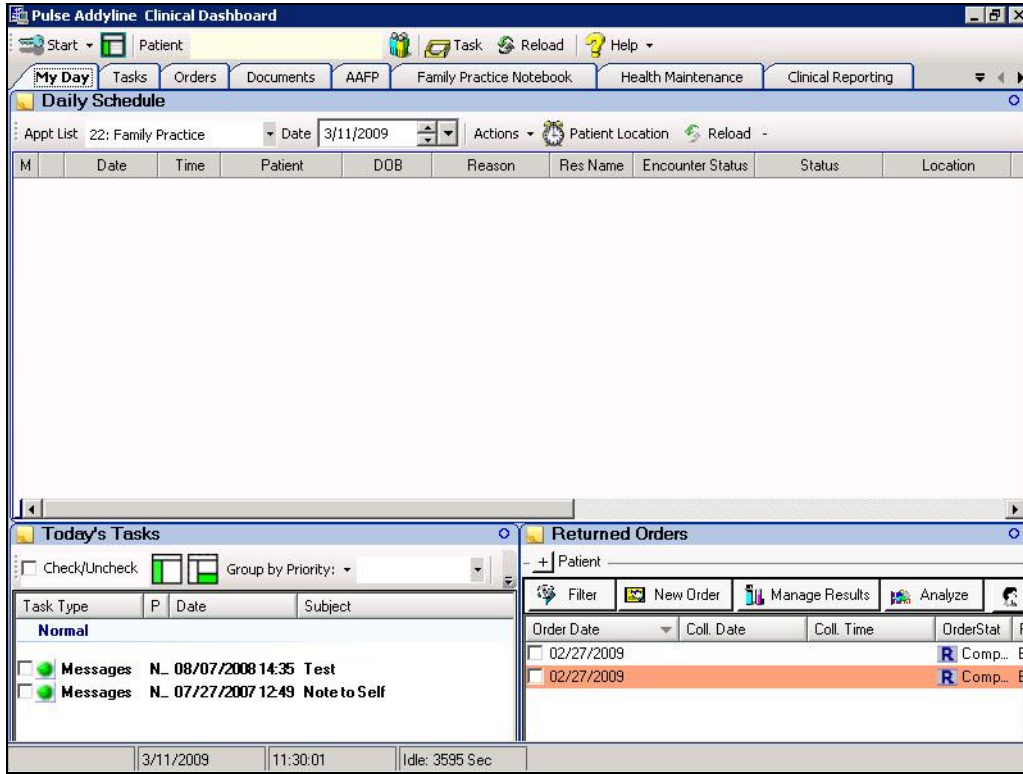 Pulse Addyline Clinical Dashboard
Start Patient Task Reload Help
My Day Tasks Orders Documents AAFP Family Practice Notebook Health Maintenance Clinical Reporting
Daily Schedule
Appt List 22: Family Practice Date 3/11/2009 Actions Patient Location Reload -
M Date Time Patient DOB Reason Res Name Encounter Status Status Location
Today's Tasks
Check/Uncheck Group by Priority:
Task Type P Date Subject
Normal
Messages N... 08/07/2008 14:35 Test
Messages N... 07/27/2007 12:49 Note to Self
Returned Orders
+ Patient
Filter New Order Manage Results Analyze
Order Date Coll. Date Coll. Time OrderStat
02/27/2009 R Comp...
02/27/2009 R Comp...
3/11/2009 11:30:01 Idle: 3595 Sec